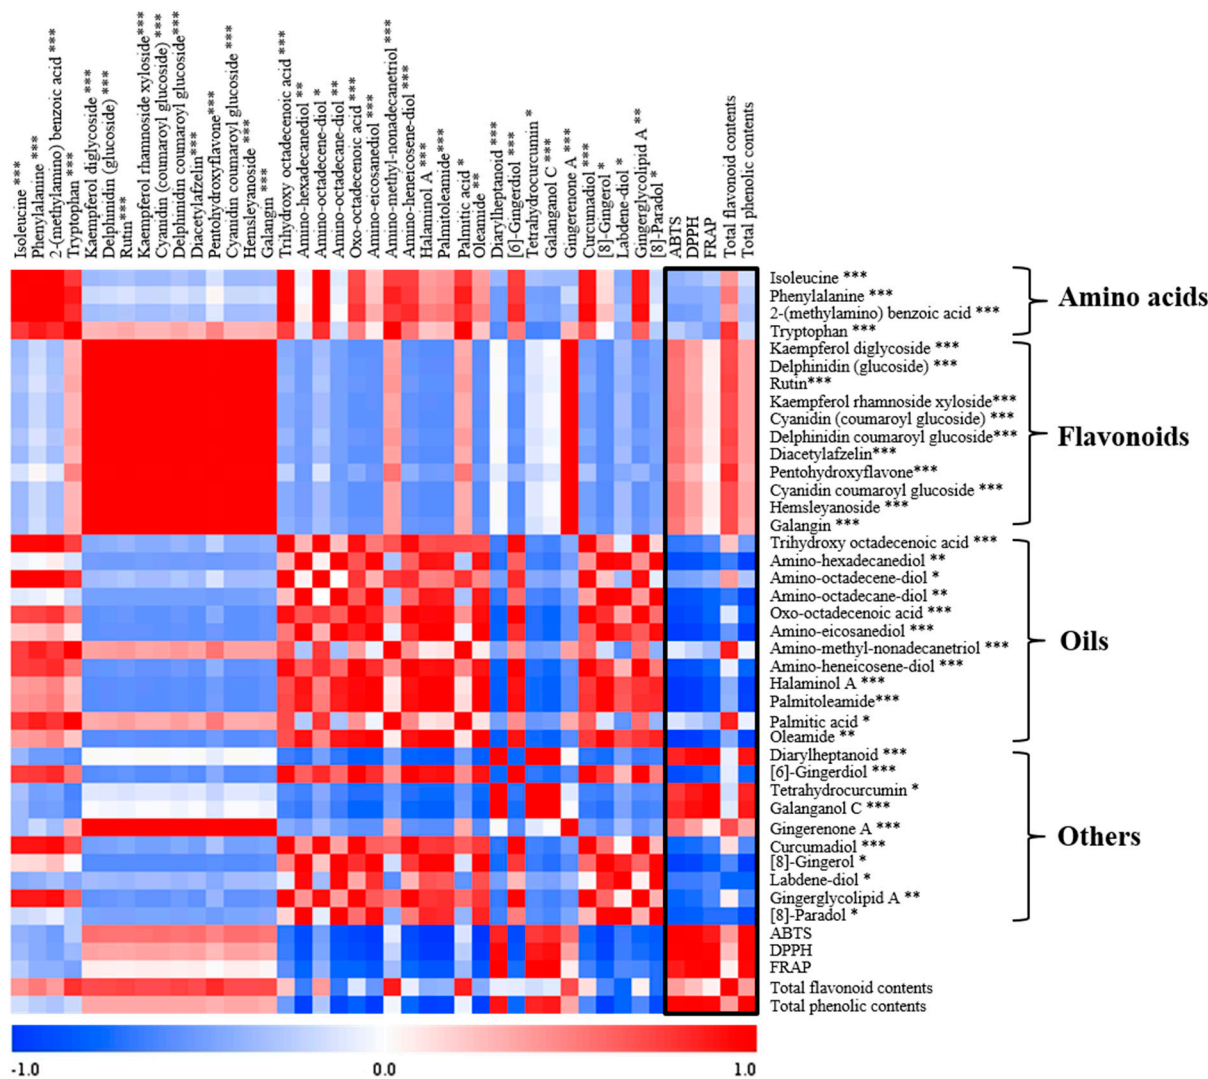 Isoleucine ***
Phenylalanine ***
2-(methylamino) benzoic acid ***
Tryptophan ***
Kaempferol diglycoside ***
Delphindin (glucoside) ***
Rutin***
Kaempferol rhamnoside xyloside***
Cyanidin (coumaroyl glucoside) ***
Delphinidin coumaroyl glucoside***
Diacetylafzelin***
Pentohydroxyflavone***
Cyanidin coumaroyl glucoside ***
Hemsleyanoside ***
Galangin ***
Trihydroxy octadecenoic acid ***
Amino-hexadecanediol **
Amino-octadecene-diol *
Amino-octadecane-diol **
Oxo-octadecenoic acid ***
Amino-eicosanediol ***
Amino-methyl-nonadecanetriol ***
Amino-heneicosene-diol ***
Halaminol A ***
Palmitoleamide***
Palmitic acid *
Oleamide **
Diarylheptanoid ***
[6]-Gingerdiol ***
Tetrahydrocurcumin *
Galanganol C ***
Gingerenone A ***
Curcumadiol ***
[8]-Gingerol *
Labdene-diol *
Gingerglycolipid A **
[8]-Paradol *
ABTS
DPPH
FRAP
Total flavonoid contents
Total phenolic contents
Isoleucine ***
Phenylalanine ***
2-(methylamino) benzoic acid ***
Tryptophan ***
Amino acids
Kaempferol diglycoside ***
Delphinidin (glucoside) ***
Rutin***
Kaempferol rhamnoside xyloside***
Cyanidin (coumaroyl glucoside) ***
Delphinidin coumaroyl glucoside***
Diacetylafzelin***
Pentohydroxyflavone***
Cyanidin coumaroyl glucoside ***
Hemsleyanoside ***
Galangin ***
Flavonoids
Trihydroxy octadecenoic acid ***
Amino-hexadecanediol **
Amino-octadecene-diol *
Amino-octadecane-diol **
Oxo-octadecenoic acid ***
Amino-eicosanediol ***
Amino-methyl-nonadecanetriol ***
Amino-heneicosene-diol ***
Halaminol A ***
Palmitoleamide***
Palmitic acid *
Oleamide **
Oils
Diarylheptanoid ***
[6]-Gingerdiol ***
Tetrahydrocurcumin *
Galanganol C ***
Gingerenone A ***
Curcumadiol ***
[8]-Gingerol *
Labdene-diol *
Gingerglycolipid A **
[8]-Paradol *
Others
ABTS
DPPH
FRAP
Total flavonoid contents
Total phenolic contents
-1.0 0.0 1.0